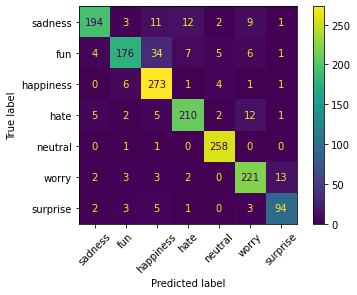 sadness 194 3 11 12 2 9 1
fun 4 176 34 7 5 6 1
happiness 0 6 273 1 4 1 1
hate 5 2 5 210 2 12 1
neutral 0 1 1 0 258 0 0
worry 2 3 3 2 0 221 13
surprise 2 3 5 1 0 3 94
True label
sadness fun happiness hate neutral worry surprise
Predicted label
250
200
150
100
50
0